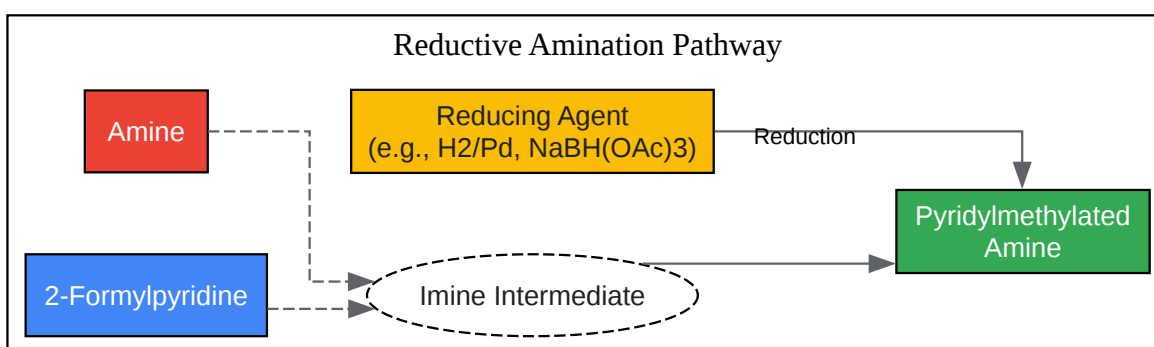 Reductive Amination Pathway
Amine
Reducing Agent
(e.g., H2/Pd, NaBH(OAc)3)
Reduction
Pyridylmethylated
Amine
2-Formylpyridine
Imine Intermediate